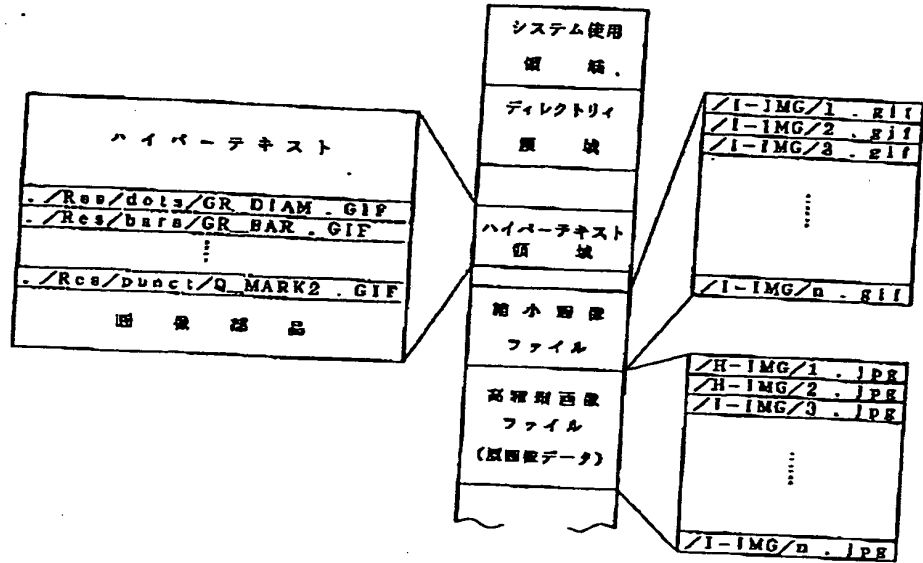 システム使用
領 域
ディレクトリィ
領 域
ハイパーテキスト
領 域
縮小画像
ファイル
高精細画像
ファイル
(原画像データ)
ハイパーテキスト
./Res/dots/GR_DIAM.GIF
./Res/bars/GR_BAR.GIF
./Res/punct/Q_MARK2.GIF
画像部品
/I-IMG/1.gif
/I-IMG/2.gif
/I-IMG/3.gif
/I-IMG/n.gif
/H-IMG/1.jpg
/H-IMG/2.jpg
/I-IMG/3.jpg
/I-IMG/n.jpg